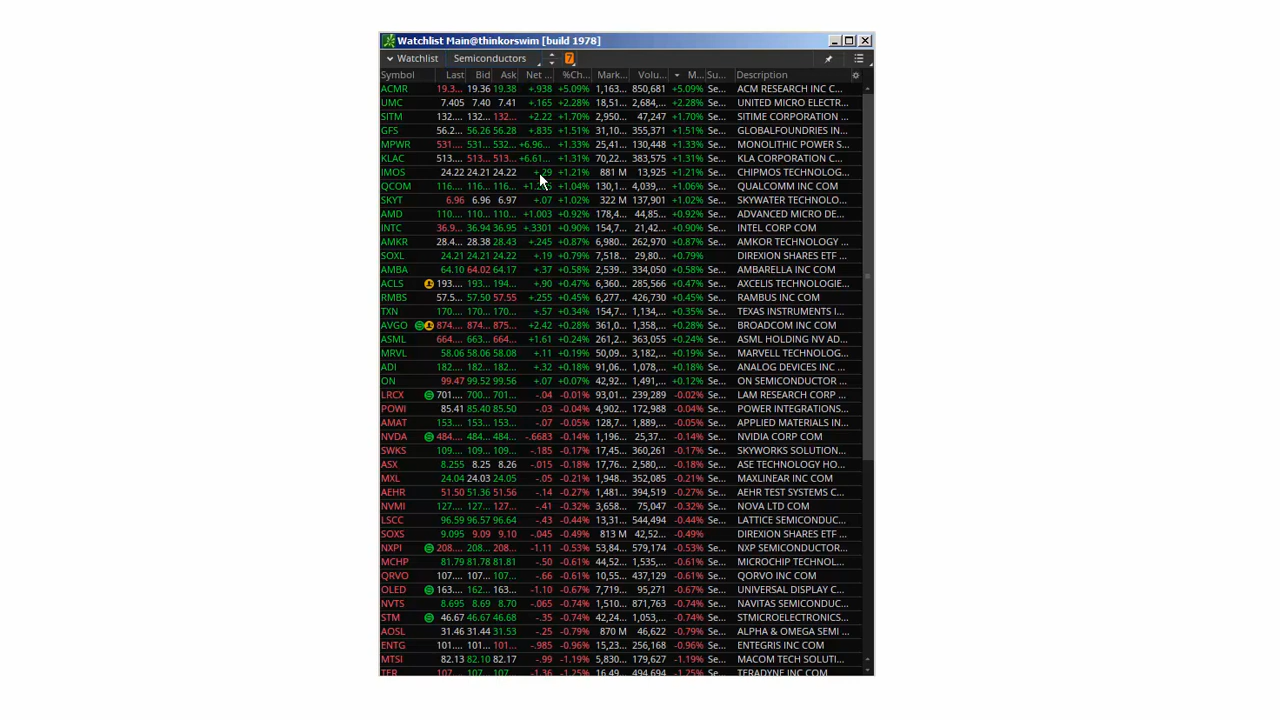 Watchlist Main@thinkorswim [build 1978]
Watchlist Semiconductors ?
Symbol Last Bid Ask Net ... %Ch... Mark... Volu... M... Su... Description
ACMR 19.3... 19.36 19.38 +.938 +5.09% 1,163... 850,681 +5.09% Se... ACM RESEARCH INC C...
UMC 7.405 7.40 7.41 +.165 +2.28% 18,51... 2,684,... +2.28% Se... UNITED MICRO ELECTR...
SITM 132.... 132... 132... +2.22 +1.70% 2,950... 47,247 +1.70% Se... SITIME CORPORATION ...
GFS 56.2... 56.26 56.28 +.835 +1.51% 31,10... 355,371 +1.51% Se... GLOBALFOUNDRIES IN...
MPWR 531.... 531... 532... +6.96... +1.33% 25,41... 130,448 +1.33% Se... MONOLITHIC POWER S...
KLAC 513.... 513... 513... +6.61... +1.31% 70,22... 383,575 +1.31% Se... KLA CORPORATION C...
IMOS 24.22 24.21 24.22 +.29 +1.21% 881 M 13,925 +1.21% Se... CHIPMOS TECHNOLOG...
QCOM 116.... 116... 116... +1.04% 130,1... 4,039,... +1.06% Se... QUALCOMM INC COM
SKYT 6.96 6.96 6.97 +.07 +1.02% 322 M 137,901 +1.02% Se... SKYWATER TECHNOLO...
AMD 110.... 110... 110... +1.003 +0.92% 178,4... 44,85... +0.92% Se... ADVANCED MICRO DE...
INTC 36.9... 36.94 36.95 +.3301 +0.90% 154,7... 21,42... +0.90% Se... INTEL CORP COM
AMKR 28.4... 28.38 28.43 +.245 +0.87% 6,980... 262,970 +0.87% Se... AMKOR TECHNOLOGY ...
SOXL 24.21 24.21 24.22 +.19 +0.79% 7,518... 29,80... +0.79% DIREXION SHARES ETF ...
AMBA 64.10 64.02 64.17 +.37 +0.58% 2,539... 334,050 +0.58% Se... AMBARELLA INC COM
ACLS 193.... 193... 194... +.90 +0.47% 6,360... 285,566 +0.47% Se... AXCELIS TECHNOLOGIE...
RMBS 57.5... 57.50 57.55 +.255 +0.45% 6,277... 426,730 +0.45% Se... RAMBUS INC COM
TXN 170.... 170... 170... +.57 +0.34% 154,7... 1,134,... +0.35% Se... TEXAS INSTRUMENTS I...
AVGO 874.... 874... 875... +2.42 +0.28% 361,0... 1,358,... +0.28% Se... BROADCOM INC COM
ASML 664.... 663... 664... +1.61 +0.24% 261,2... 363,055 +0.24% Se... ASML HOLDING NV AD...
MRVL 58.06 58.06 58.08 +.11 +0.19% 50,09... 3,182,... +0.19% Se... MARVELL TECHNOLOG...
ADI 182.... 182... 182... +.32 +0.18% 91,06... 1,078,... +0.18% Se... ANALOG DEVICES INC ...
ON 99.47 99.52 99.56 +.07 +0.07% 42,92... 1,491,... +0.12% Se... ON SEMICONDUCTOR ...
LRCX 701.... 700... 701... -.04 -0.01% 93,01... 239,289 -0.02% Se... LAM RESEARCH CORP ...
POWI 85.41 85.40 85.50 -.03 -0.04% 4,902... 172,988 -0.04% Se... POWER INTEGRATIONS...
AMAT 153.... 153... 153... -.07 -0.05% 128,7... 1,889,... -0.05% Se... APPLIED MATERIALS IN...
NVDA 484.... 484... 484... -.6683 -0.14% 1,196... 25,37... -0.14% Se... NVIDIA CORP COM
SWKS 109.... 109... 109... -.185 -0.17% 17,45... 360,261 -0.17% Se... SKYWORKS SOLUTION...
ASX 8.255 8.25 8.26 -.015 -0.18% 17,76... 2,580,... -0.18% Se... ASE TECHNOLOGY HO...
MXL 24.04 24.03 24.05 -.05 -0.21% 1,948... 352,085 -0.21% Se... MAXLINEAR INC COM
AEHR 51.50 51.36 51.56 -.14 -0.27% 1,481... 394,519 -0.27% Se... AEHR TEST SYSTEMS C...
NVMI 127.... 127... 127... -.41 -0.32% 3,658... 75,047 -0.32% Se... NOVA LTD COM
LSCC 96.59 96.57 96.64 -.43 -0.44% 13,31... 544,494 -0.44% Se... LATTICE SEMICONDUC...
SOXS 9.095 9.09 9.10 -.045 -0.49% 813 M 42,52... -0.49% DIREXION SHARES ETF ...
NXPI 208.... 208... 208... -1.11 -0.53% 53,84... 579,174 -0.53% Se... NXP SEMICONDUCTOR...
MCHP 81.79 81.78 81.81 -.50 -0.61% 44,52... 1,535,... -0.61% Se... MICROCHIP TECHNOL...
QRVO 107.... 107... 107... -.66 -0.61% 10,55... 437,129 -0.61% Se... QORVO INC COM
OLED 163.... 162... 163... -1.10 -0.67% 7,719... 95,271 -0.67% Se... UNIVERSAL DISPLAY C...
NVTS 8.695 8.69 8.70 -.065 -0.74% 1,510... 871,763 -0.74% Se... NAVITAS SEMICONDUC...
STM 46.67 46.67 46.68 -.35 -0.74% 42,24... 1,053,... -0.74% Se... STMICROELECTRONICS...
AOSL 31.46 31.44 31.53 -.25 -0.79% 870 M 46,622 -0.79% Se... ALPHA & OMEGA SEMI ...
ENTG 101.... 101... 101... -.985 -0.96% 15,23... 256,168 -0.96% Se... ENTEGRIS INC COM
MTSI 82.13 82.10 82.17 -.99 -1.19% 5,830... 179,627 -1.19% Se... MACOM TECH SOLUTI...
TER 107.... 107... 107... -1.36 -1.25% 16,49... 494,694 -1.25% Se... TERADYNE INC COM